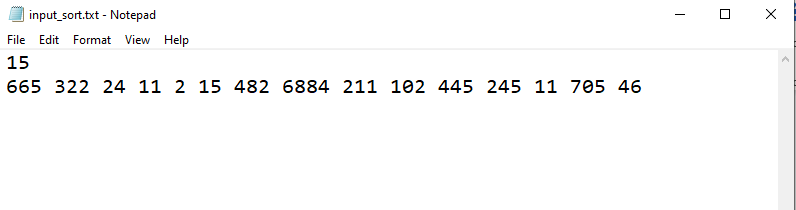 input_sort.txt - Notepad
File Edit Format View Help
15
665 322 24 11 2 15 482 6884 211 102 445 245 11 705 46